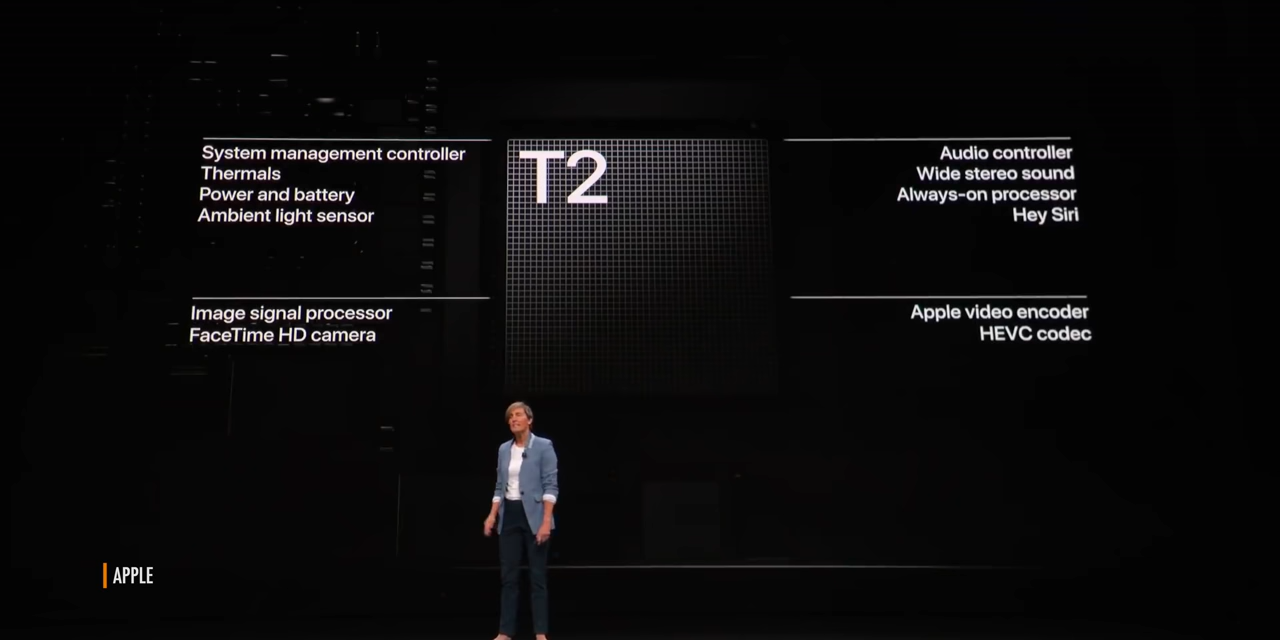 System management controller
Thermals
Power and battery
Ambient light sensor
T2
Audio controller
Wide stereo sound
Always-on processor
Hey Siri
Image signal processor
FaceTime HD camera
Apple video encoder
HEVC codec
APPLE